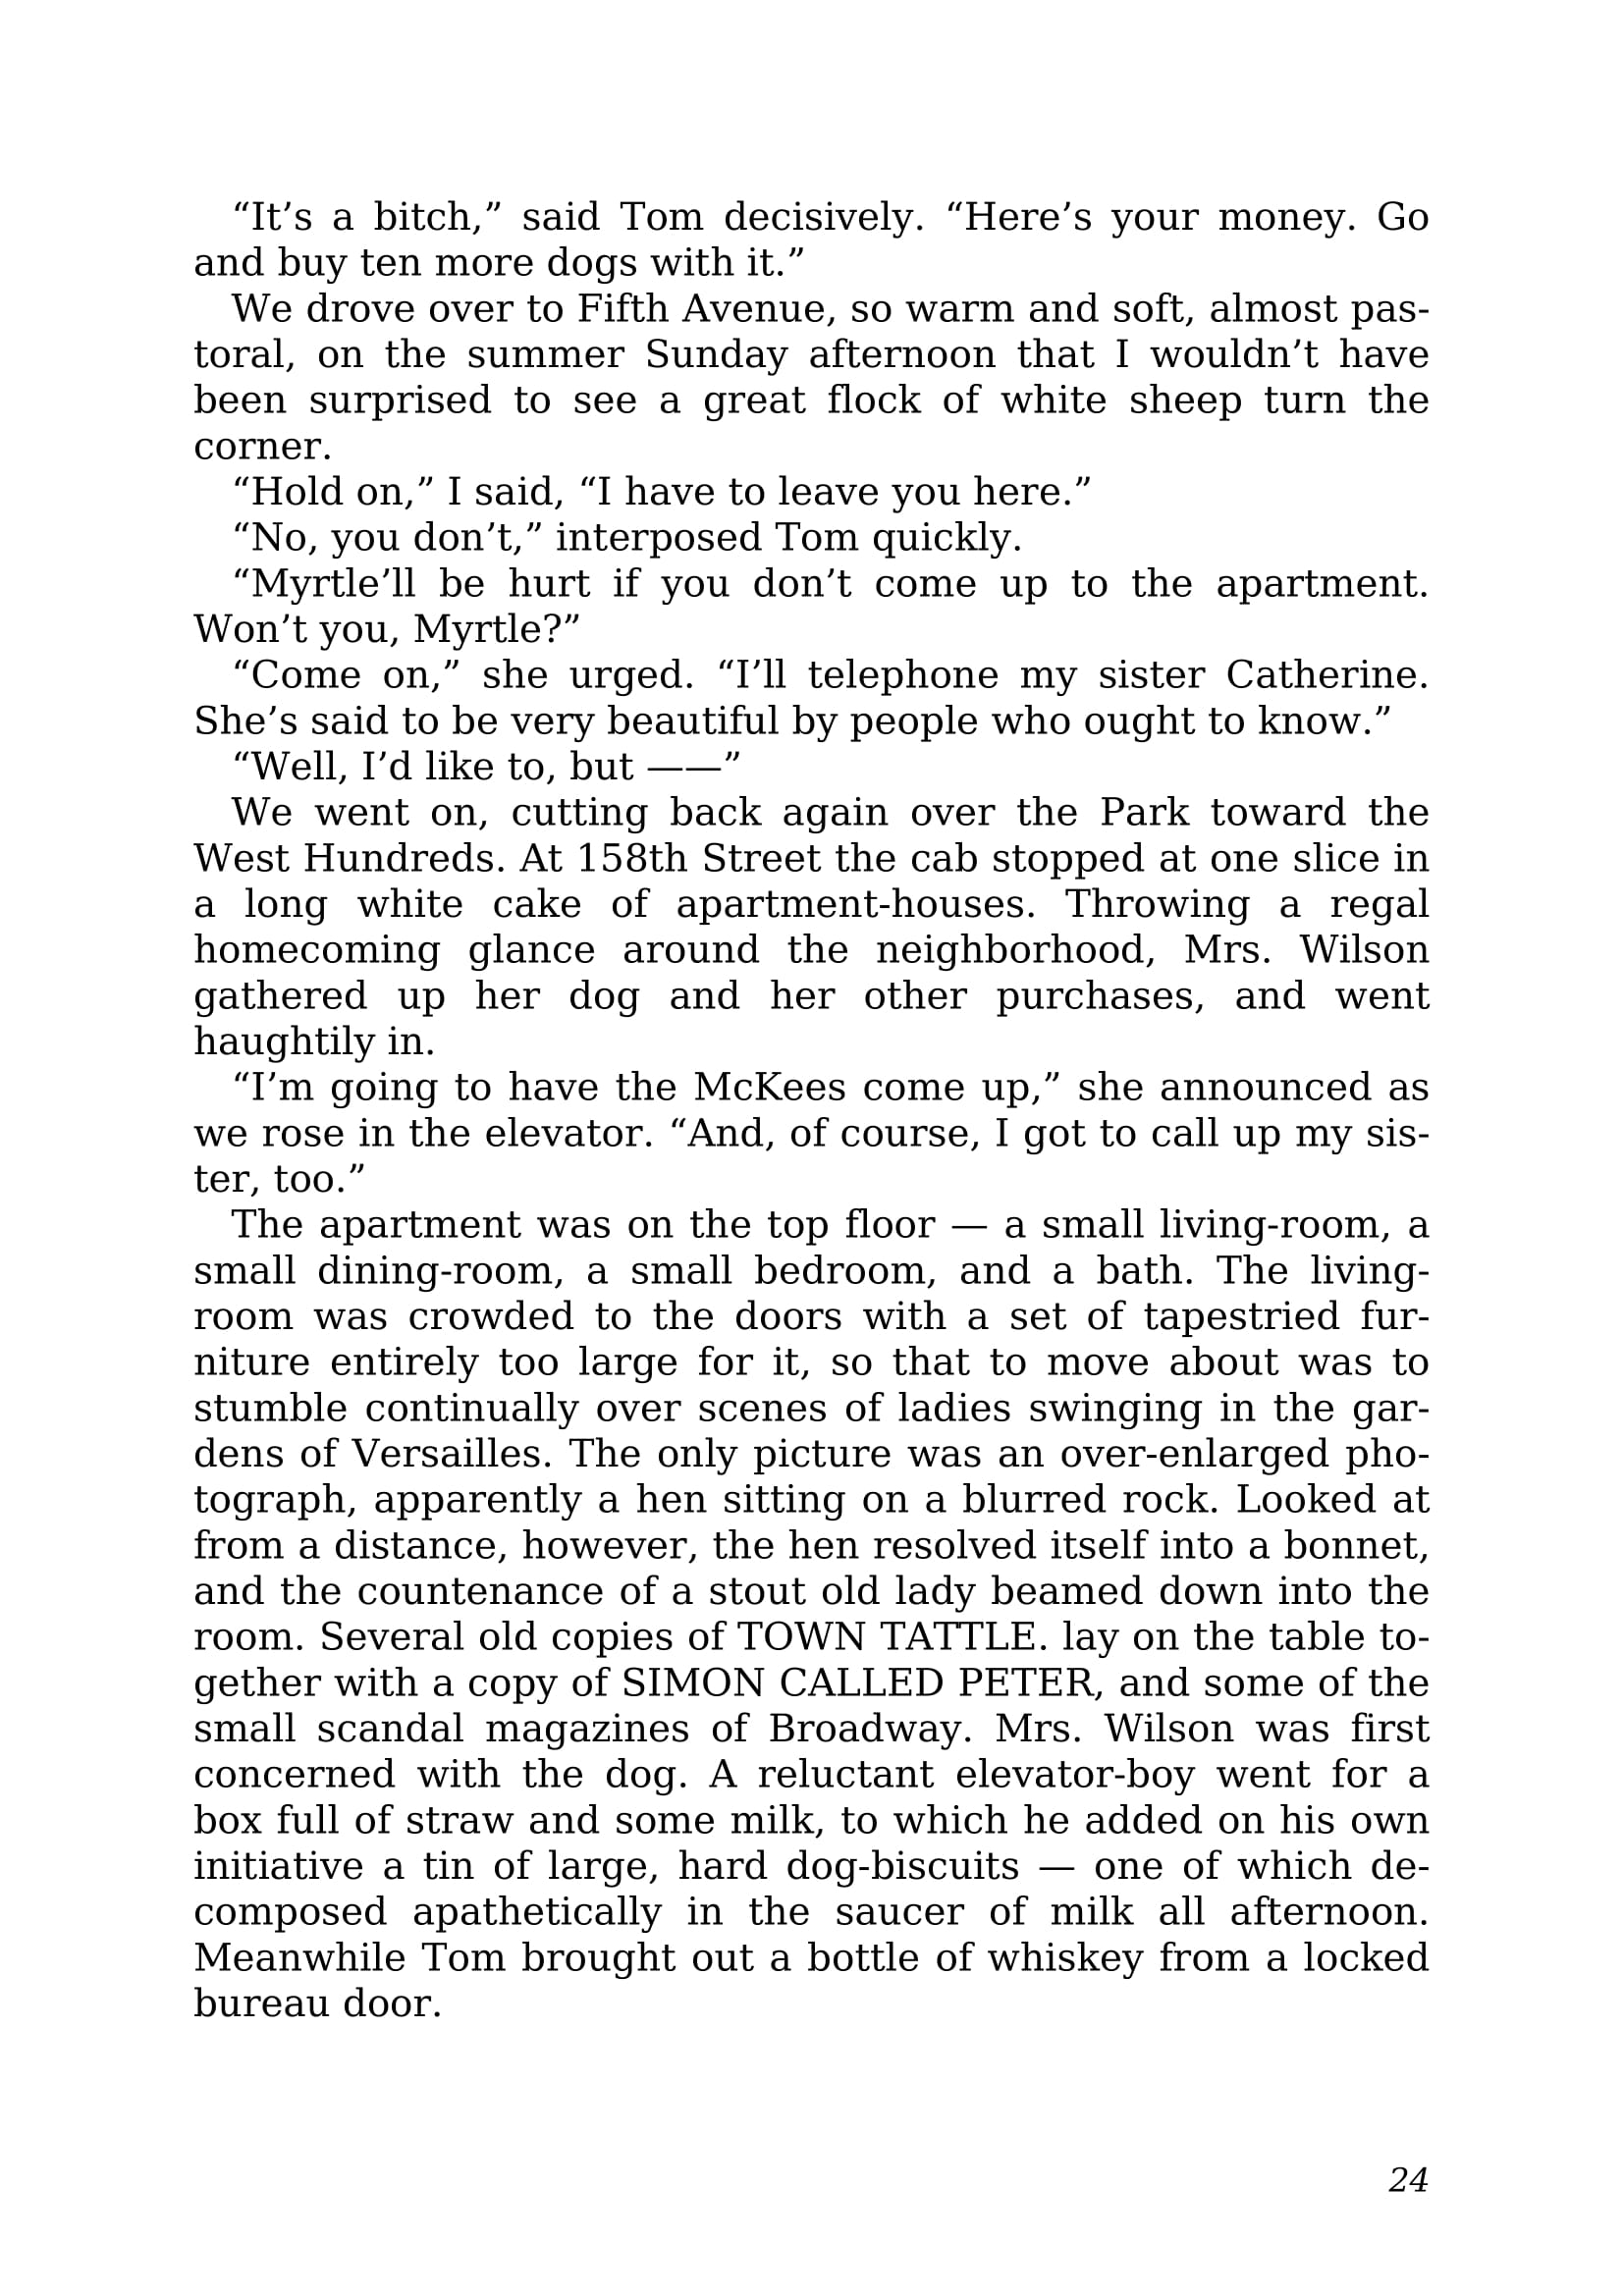 “It’s a bitch,” said Tom decisively. “Here’s your money. Go
and buy ten more dogs with it.”
We drove over to Fifth Avenue, so warm and soft, almost pas-
toral, on the summer Sunday afternoon that I wouldn’t have
been surprised to see a great flock of white sheep turn the
corner.
“Hold on,” I said, “I have to leave you here.”
“No, you don’t,” interposed Tom quickly.
“Myrtle’ll be hurt if you don’t come up to the apartment.
Won’t you, Myrtle?”
“Come on,” she urged. “I’ll telephone my sister Catherine.
She’s said to be very beautiful by people who ought to know.”
“Well, I’d like to, but ——”
We went on, cutting back again over the Park toward the
West Hundreds. At 158th Street the cab stopped at one slice in
a long white cake of apartment-houses. Throwing a regal
homecoming glance around the neighborhood, Mrs. Wilson
gathered up her dog and her other purchases, and went
haughtily in.
“I’m going to have the McKees come up,” she announced as
we rose in the elevator. “And, of course, I got to call up my sis-
ter, too.”
The apartment was on the top floor — a small living-room, a
small dining-room, a small bedroom, and a bath. The living-
room was crowded to the doors with a set of tapestried fur-
niture entirely too large for it, so that to move about was to
stumble continually over scenes of ladies swinging in the gar-
dens of Versailles. The only picture was an over-enlarged pho-
tograph, apparently a hen sitting on a blurred rock. Looked at
from a distance, however, the hen resolved itself into a bonnet,
and the countenance of a stout old lady beamed down into the
room. Several old copies of TOWN TATTLE. lay on the table to-
gether with a copy of SIMON CALLED PETER, and some of the
small scandal magazines of Broadway. Mrs. Wilson was first
concerned with the dog. A reluctant elevator-boy went for a
box full of straw and some milk, to which he added on his own
initiative a tin of large, hard dog-biscuits — one of which de-
composed apathetically in the saucer of milk all afternoon.
Meanwhile Tom brought out a bottle of whiskey from a locked
bureau door.
24